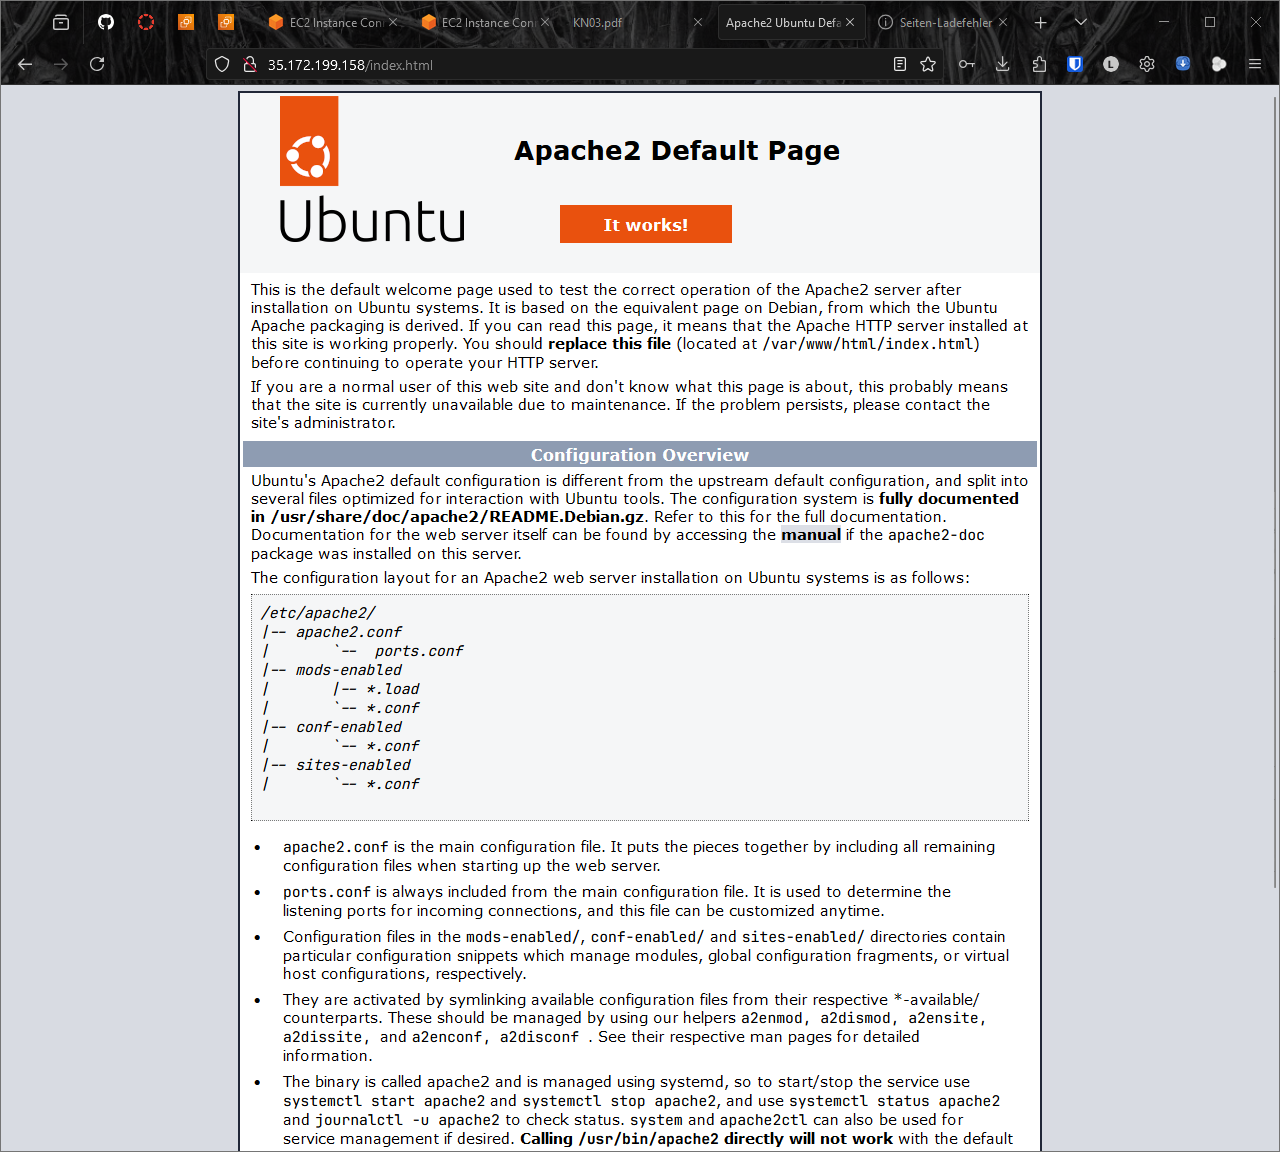 EC2 Instance Con
EC2 Instance Con
KN03.pdf
Apache2 Ubuntu Defa
Seiten-Ladefehler
35.172.199.158/index.html
L
Apache2 Default Page
Ubuntu
It works!
This is the default welcome page used to test the correct operation of the Apache2 server after
installation on Ubuntu systems. It is based on the equivalent page on Debian, from which the Ubuntu
Apache packaging is derived. If you can read this page, it means that the Apache HTTP server installed at
this site is working properly. You should replace this file (located at /var/www/html/index.html)
before continuing to operate your HTTP server.
If you are a normal user of this web site and don't know what this page is about, this probably means
that the site is currently unavailable due to maintenance. If the problem persists, please contact the
site's administrator.
Configuration Overview
Ubuntu's Apache2 default configuration is different from the upstream default configuration, and split into
several files optimized for interaction with Ubuntu tools. The configuration system is fully documented
in /usr/share/doc/apache2/README.Debian.gz. Refer to this for the full documentation.
Documentation for the web server itself can be found by accessing the manual if the apache2-doc
package was installed on this server.
The configuration layout for an Apache2 web server installation on Ubuntu systems is as follows:
/etc/apache2/
|-- apache2.conf
|       `--  ports.conf
|-- mods-enabled
|       |-- *.load
|       `-- *.conf
|-- conf-enabled
|       `-- *.conf
|-- sites-enabled
|       `-- *.conf
• apache2.conf is the main configuration file. It puts the pieces together by including all remaining
configuration files when starting up the web server.
• ports.conf is always included from the main configuration file. It is used to determine the
listening ports for incoming connections, and this file can be customized anytime.
• Configuration files in the mods-enabled/, conf-enabled/ and sites-enabled/ directories contain
particular configuration snippets which manage modules, global configuration fragments, or virtual
host configurations, respectively.
• They are activated by symlinking available configuration files from their respective *-available/
counterparts. These should be managed by using our helpers a2enmod, a2dismod, a2ensite,
a2dissite, and a2enconf, a2disconf . See their respective man pages for detailed
information.
• The binary is called apache2 and is managed using systemd, so to start/stop the service use
systemctl start apache2 and systemctl stop apache2, and use systemctl status apache2
and journalctl -u apache2 to check status. system and apache2ctl can also be used for
service management if desired. Calling /usr/bin/apache2 directly will not work with the default